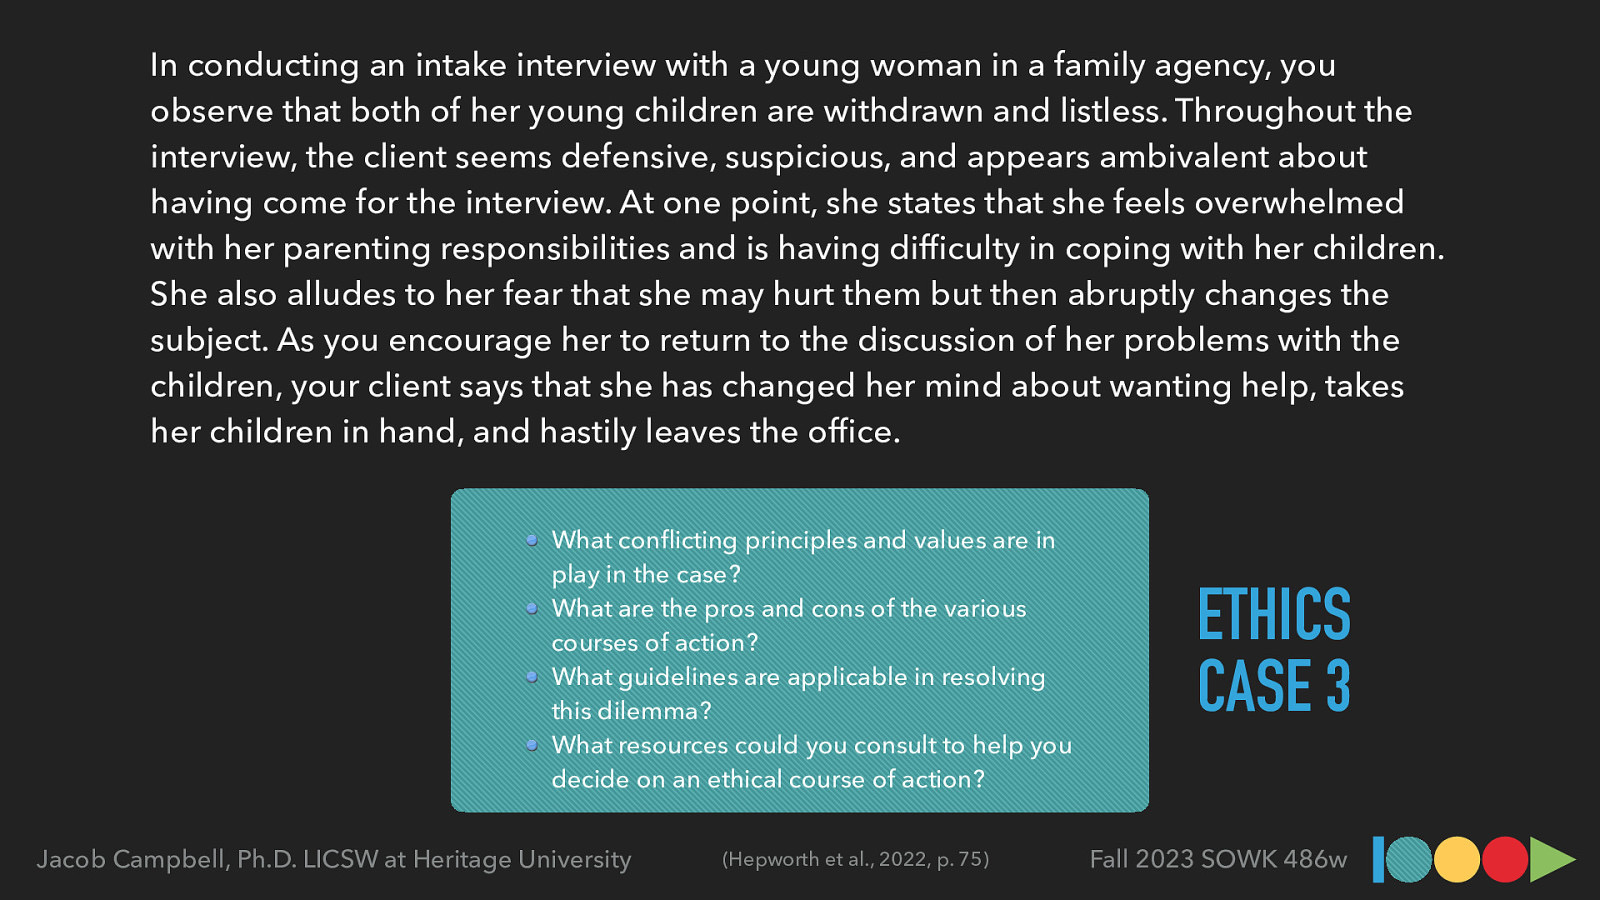 In conducting an intake interview with a young woman in a family agency, you
observe that both of her young children are withdrawn and listless. Throughout the
interview, the client seems defensive, suspicious, and appears ambivalent about
having come for the interview. At one point, she states that she feels overwhelmed
with her parenting responsibilities and is having difficulty in coping with her children.
She also alludes to her fear that she may hurt them but then abruptly changes the
subject. As you encourage her to return to the discussion of her problems with the
children, your client says that she has changed her mind about wanting help, takes
her children in hand, and hastily leaves the office.
• What conflicting principles and values are in
play in the case?
• What are the pros and cons of the various
courses of action?
• What guidelines are applicable in resolving
this dilemma?
• What resources could you consult to help you
decide on an ethical course of action?
ETHICS
CASE 3
Jacob Campbell, Ph.D. LICSW at Heritage University
(Hepworth et al., 2022, p. 75)
Fall 2023 SOWK 486w